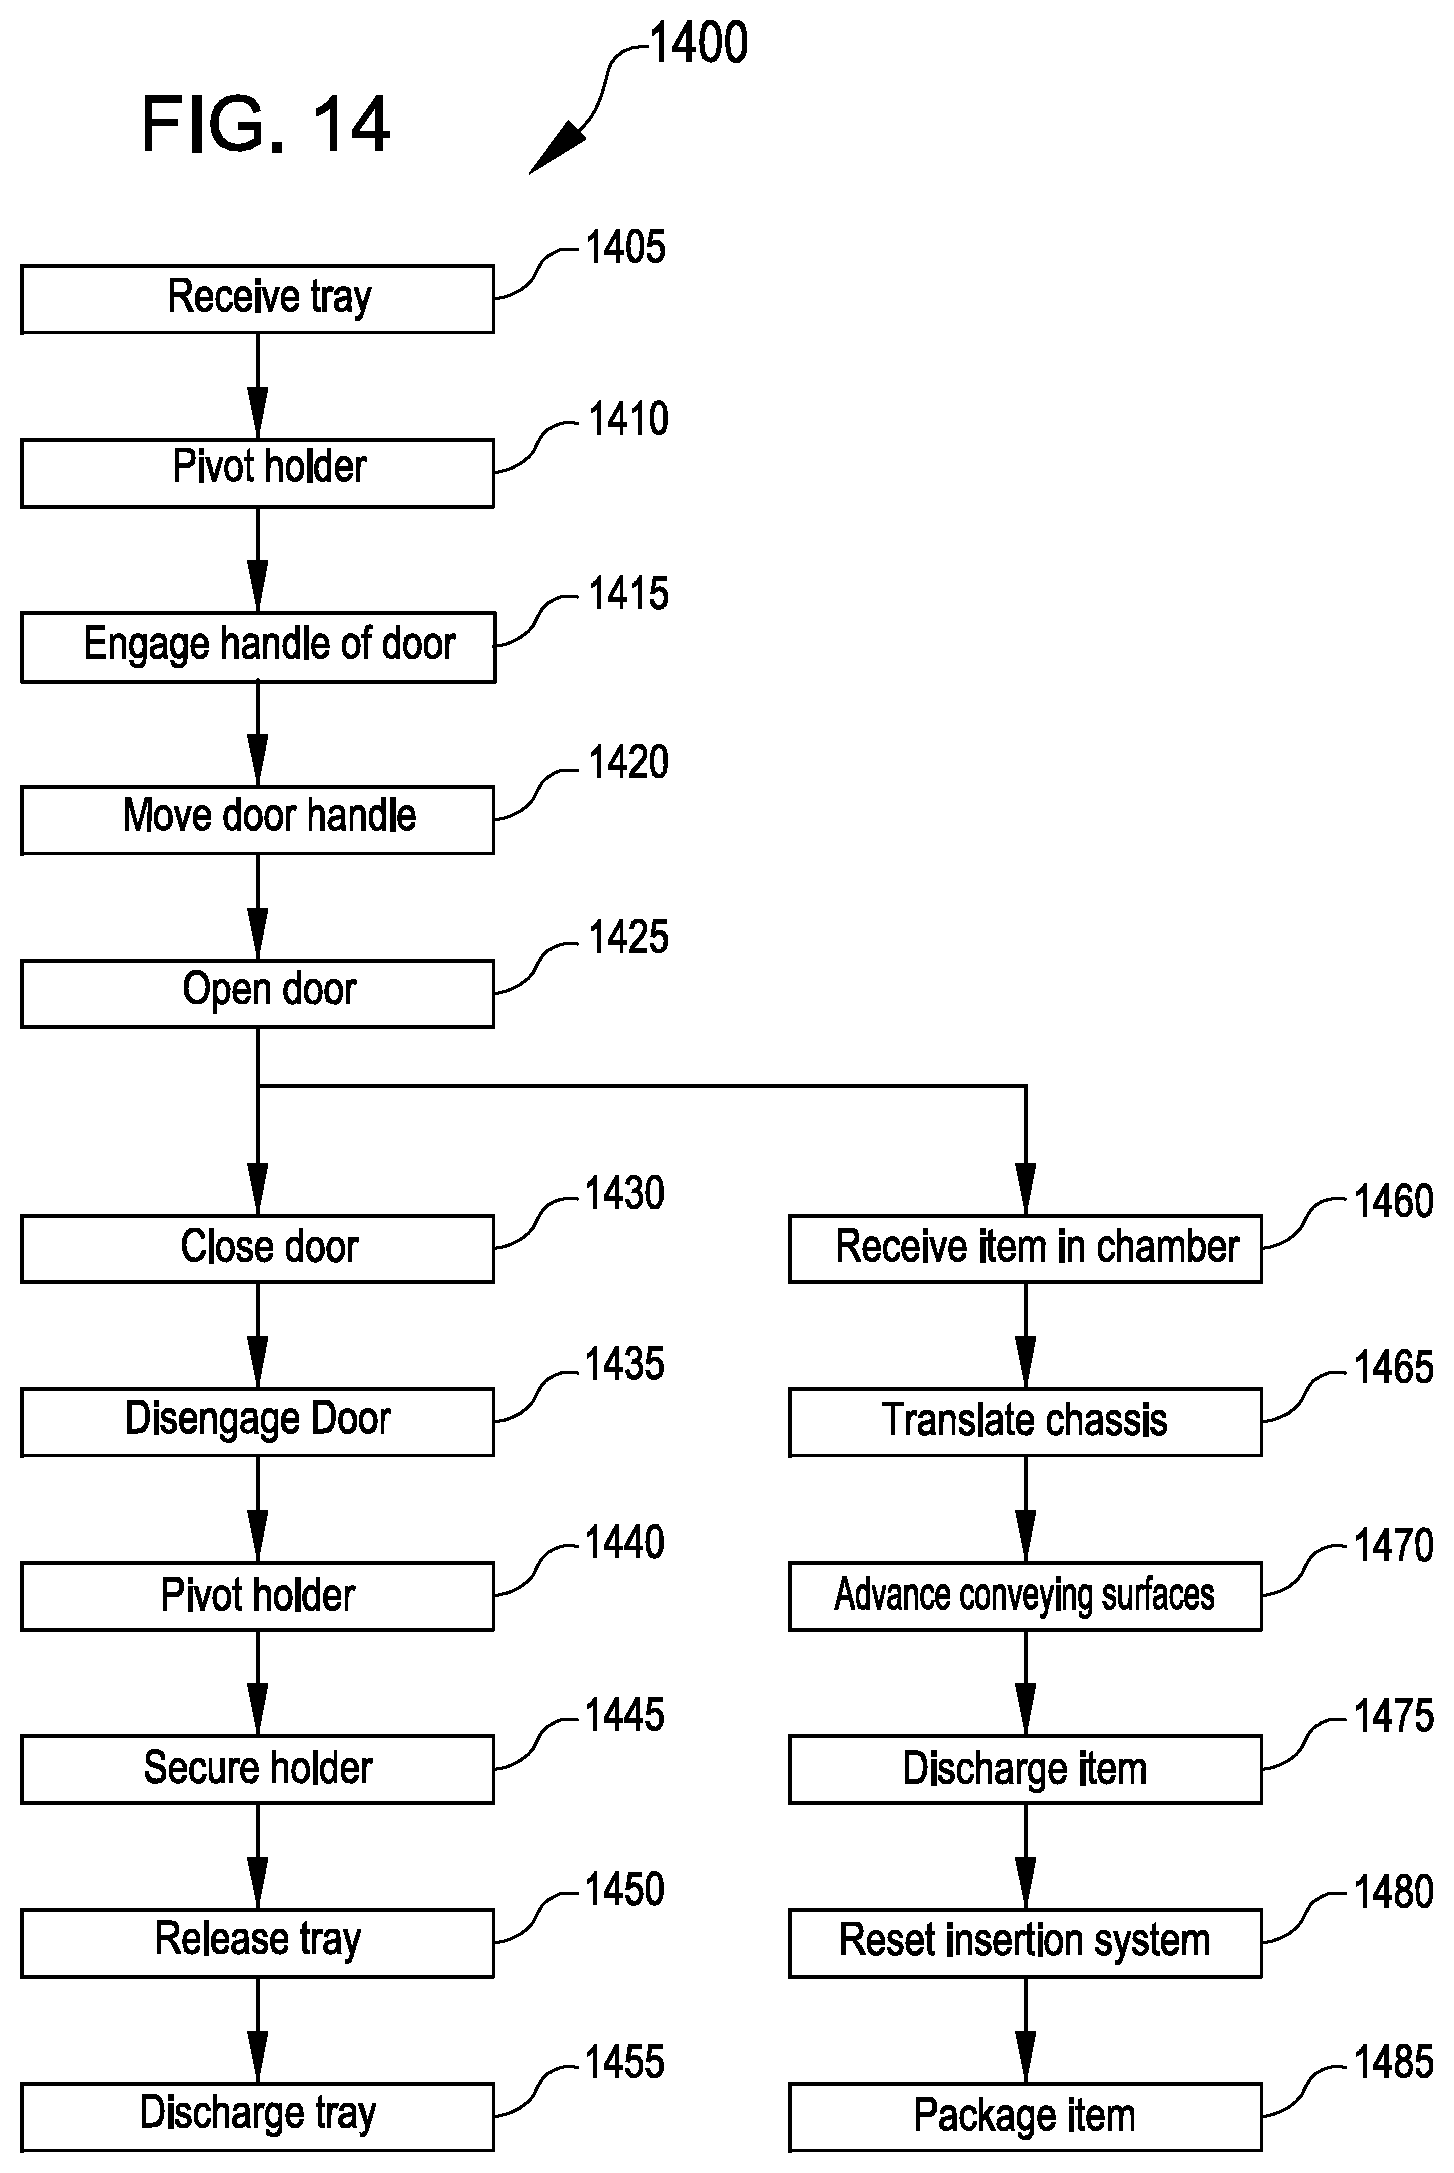 1400
FIG. 14
1405
Receive tray
1410
Pivot holder
1415
Engage handle of door
1420
Move door handle
1425
Open door
1430
Close door
1435
Disengage Door
1440
Pivot holder
1445
Secure holder
1450
Release tray
1455
Discharge tray
1460
Receive item in chamber
1465
Translate chassis
1470
Advance conveying surfaces
1475
Discharge item
1480
Reset insertion system
1485
Package item